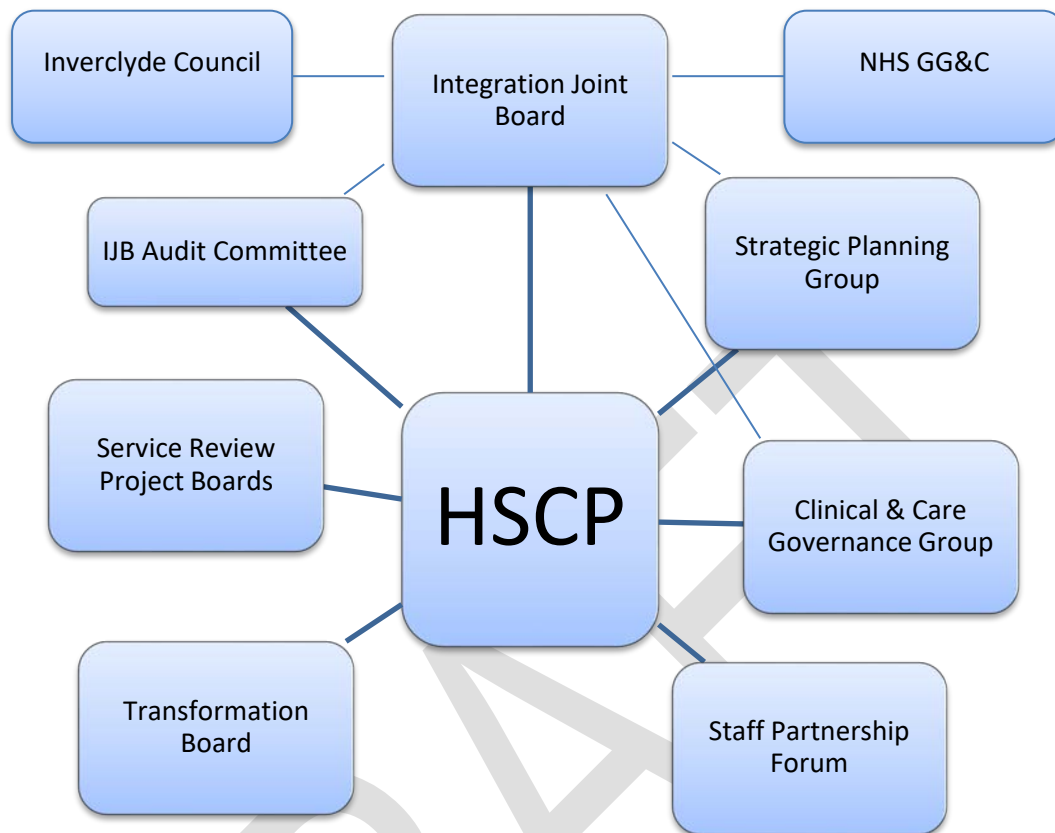 Inverclyde Council
Integration Joint
Board
NHS GG&C
IJB Audit Committee
Strategic Planning
Group
Service Review
Project Boards
HSCP
Clinical & Care
Governance Group
Transformation
Board
Staff Partnership
Forum
DRAFT